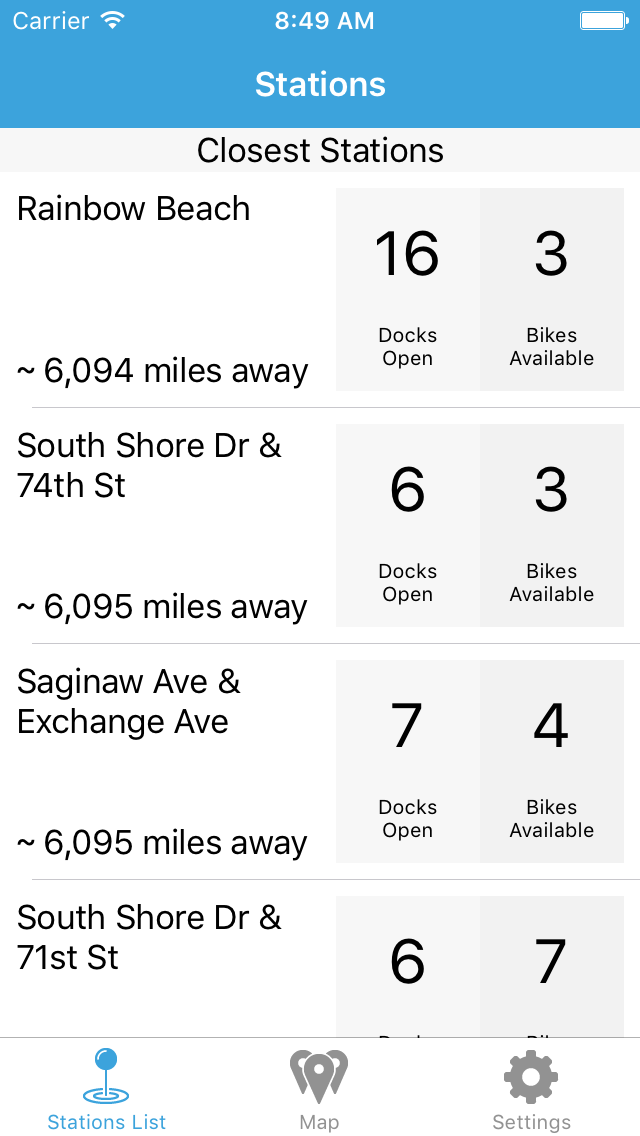 Carrier 8:49 AM
Stations
Closest Stations
Rainbow Beach
16 3
Docks Bikes
Open Available
~ 6,094 miles away
South Shore Dr &
74th St
6 3
Docks Bikes
Open Available
~ 6,095 miles away
Saginaw Ave &
Exchange Ave
7 4
Docks Bikes
Open Available
~ 6,095 miles away
South Shore Dr &
71st St
6 7
Stations List Map Settings